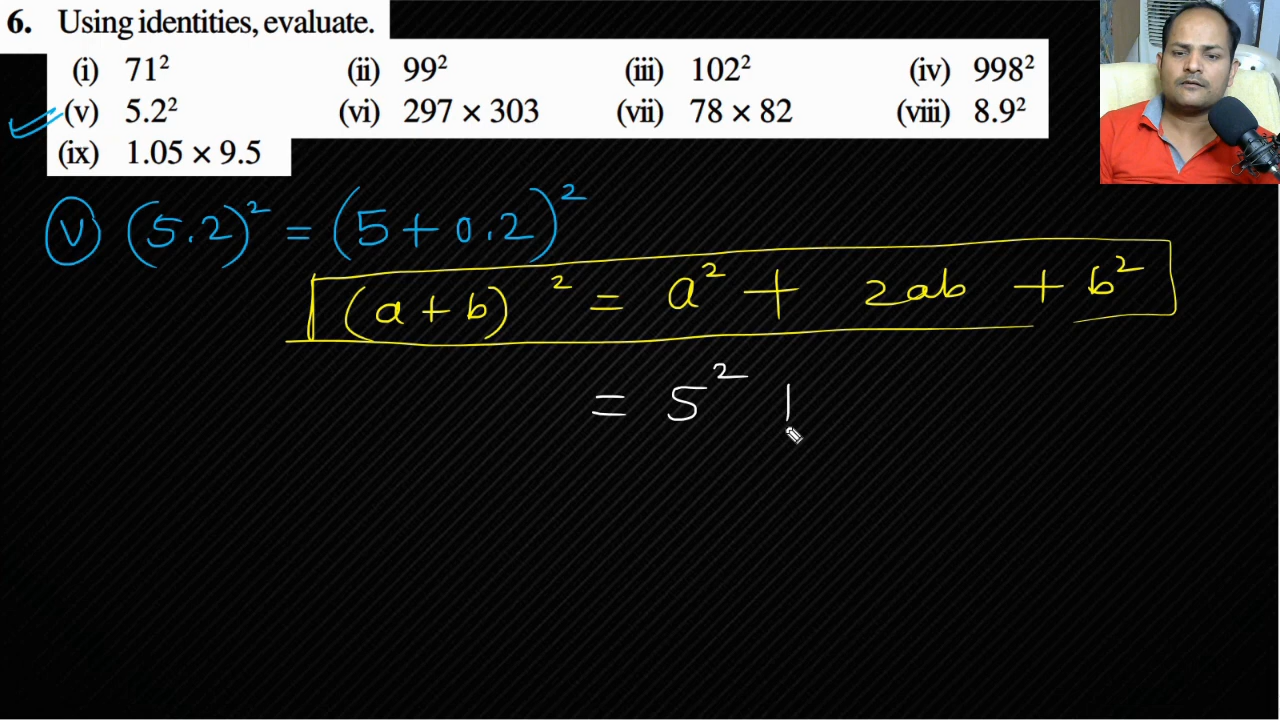 6. Using identities, evaluate.
(i) 71² (ii) 99² (iii) 102² (iv) 998²
(v) 5.2² (vi) 297 × 303 (vii) 78 × 82 (viii) 8.9²
(ix) 1.05 × 9.5
(v) (5.2)² = (5 + 0.2)²
(a + b)² = a² + 2ab + b²
= 5² |